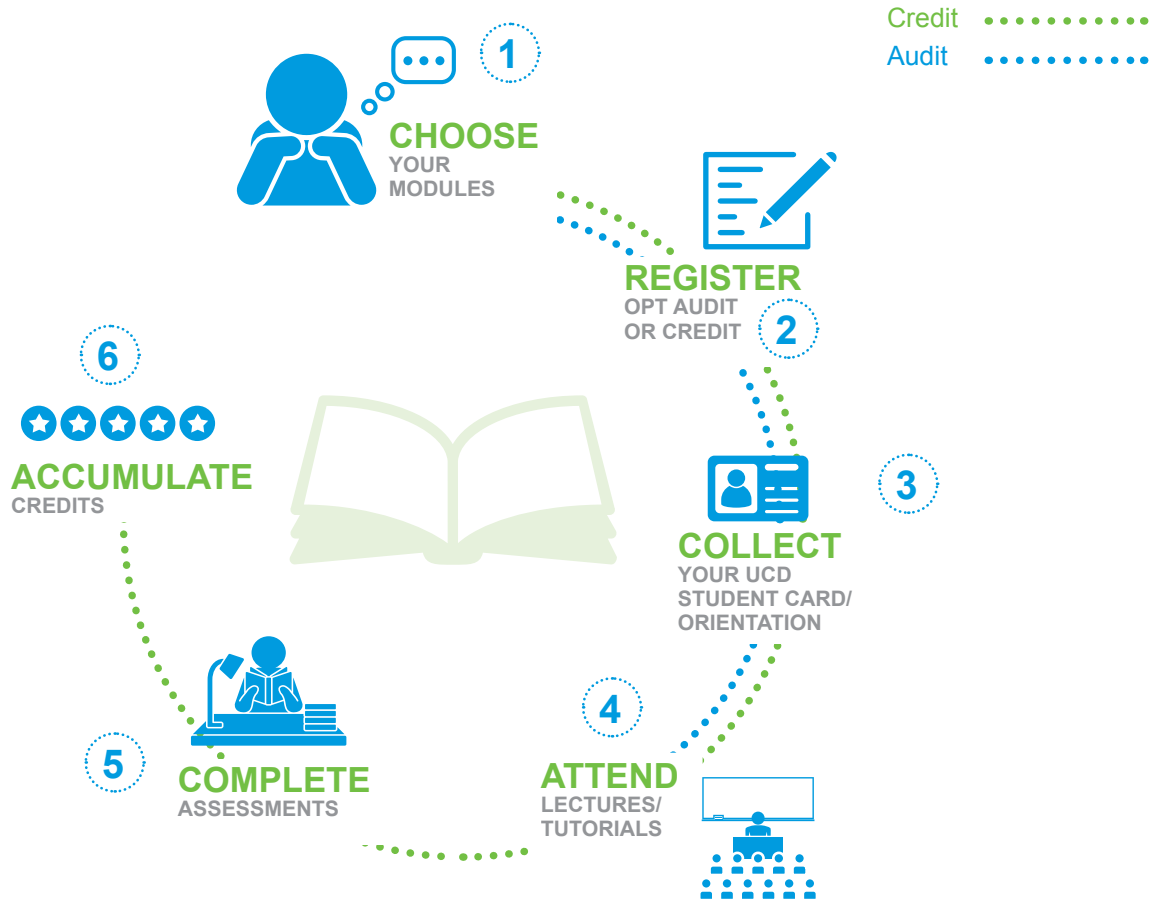 Credit
Audit
1
CHOOSE
YOUR
MODULES
REGISTER
OPT AUDIT
OR CREDIT
2
3
COLLECT
YOUR UCD
STUDENT CARD/
ORIENTATION
4
ATTEND
LECTURES/
TUTORIALS
5
COMPLETE
ASSESSMENTS
6
ACCUMULATE
CREDITS